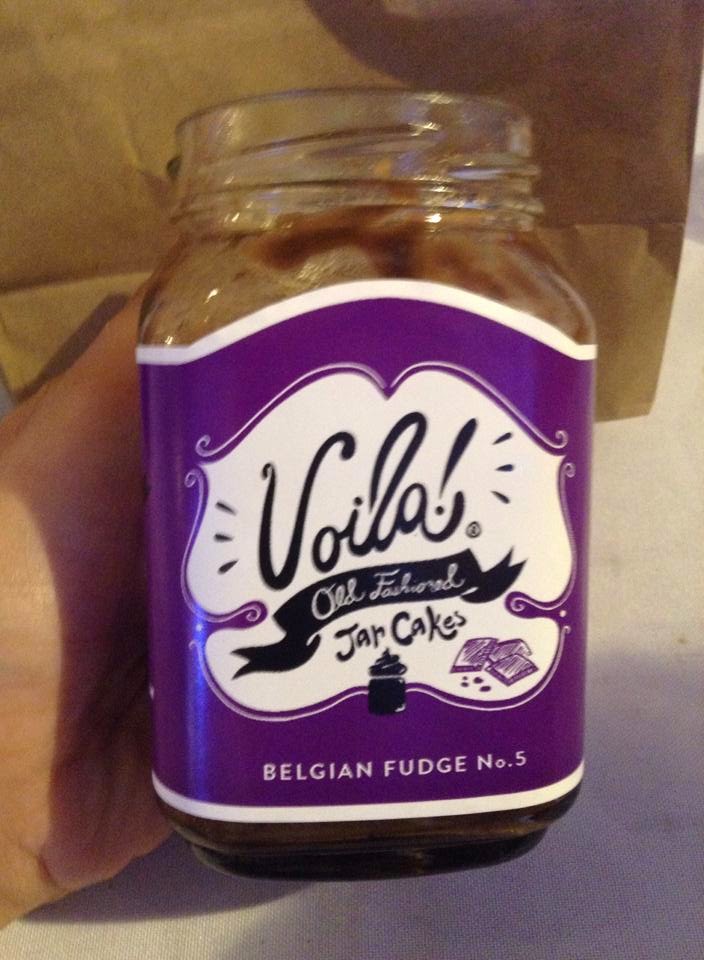 Voila!®
Old Fashioned
Jar Cakes
BELGIAN FUDGE No.5